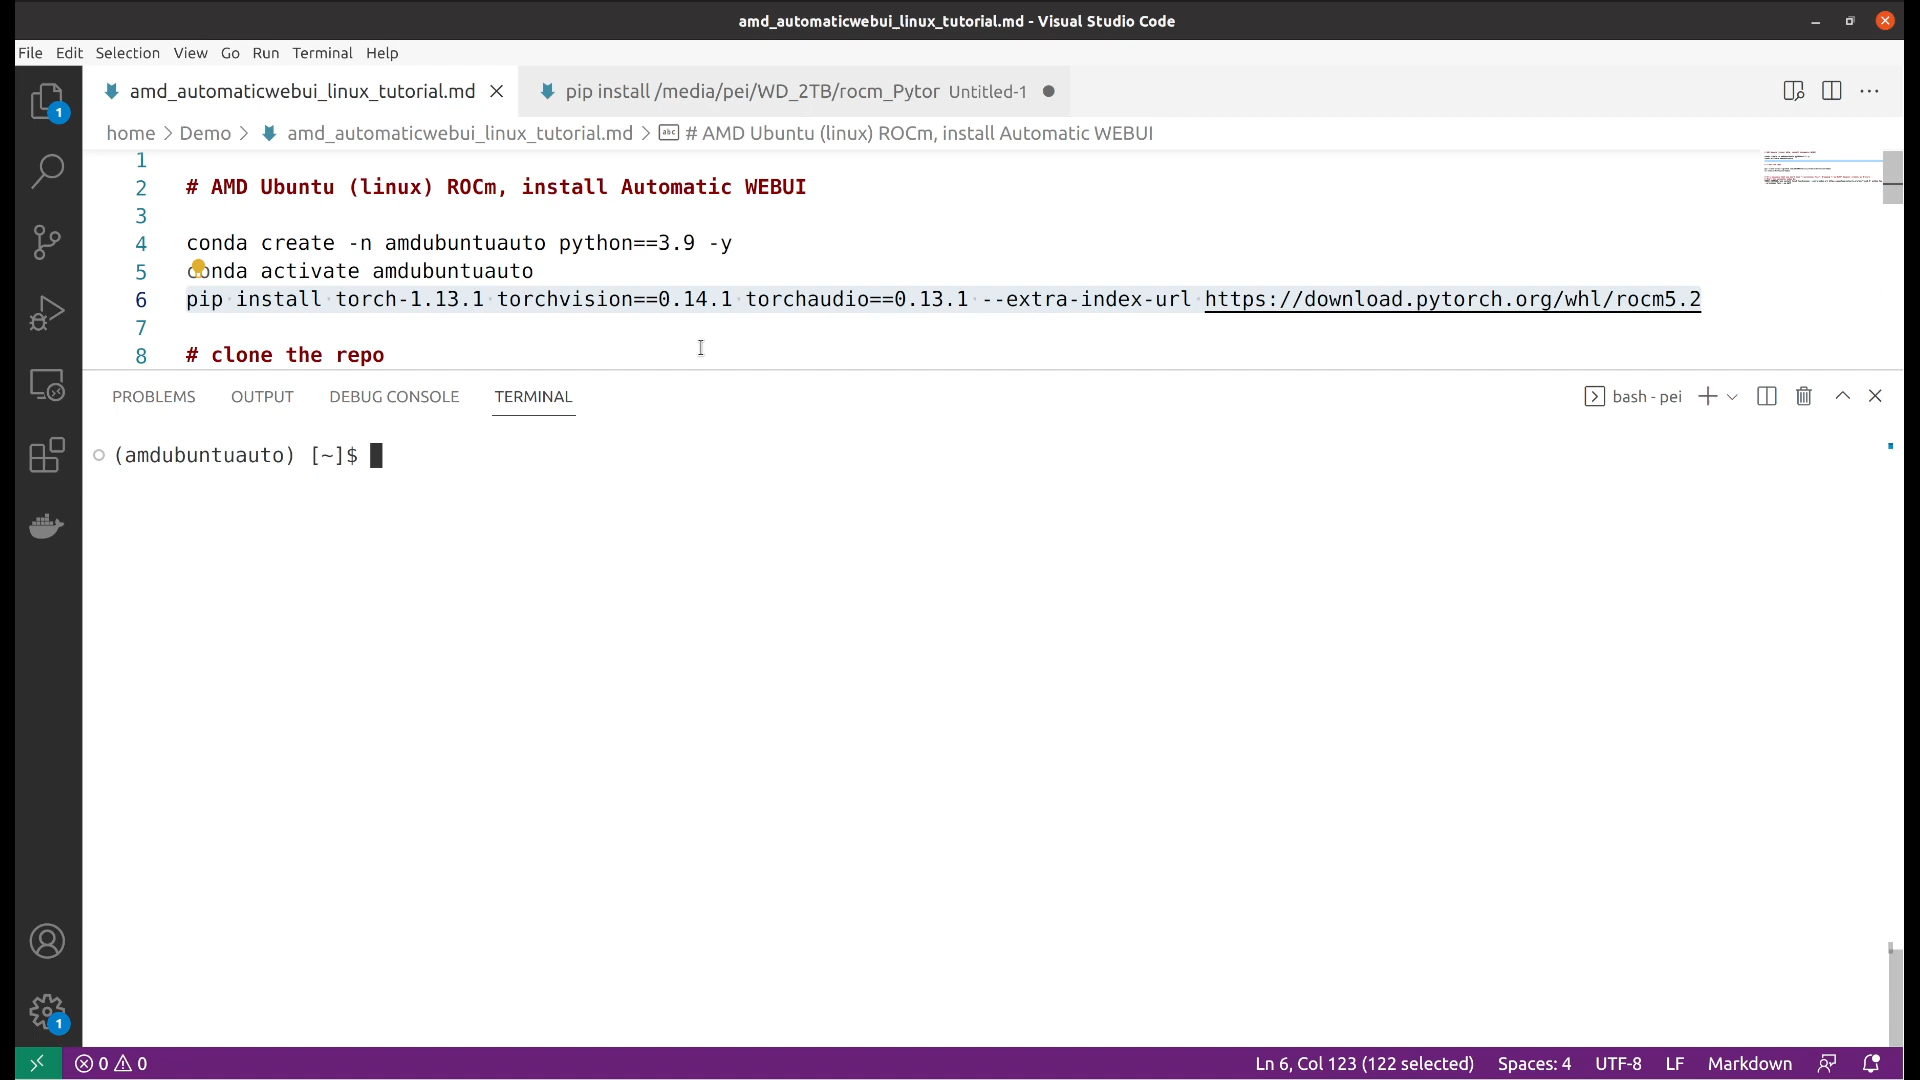 amd_automaticwebui_linux_tutorial.md - Visual Studio Code
File Edit Selection View Go Run Terminal Help
amd_automaticwebui_linux_tutorial.md
pip install /media/pei/WD_2TB/rocm_Pytor Untitled-1
home > Demo > amd_automaticwebui_linux_tutorial.md > # AMD Ubuntu (linux) ROCm, install Automatic WEBUI
1
2 # AMD Ubuntu (linux) ROCm, install Automatic WEBUI
3
4 conda create -n amdubuntuauto python==3.9 -y
5 conda activate amdubuntuauto
6 pip install torch-1.13.1 torchvision==0.14.1 torchaudio==0.13.1 --extra-index-url https://download.pytorch.org/whl/rocm5.2
7
8 # clone the repo
PROBLEMS OUTPUT DEBUG CONSOLE TERMINAL
bash - pei
(amdubuntuauto) [~]$
1
1
0 0
Ln 6, Col 123 (122 selected) Spaces: 4 UTF-8 LF Markdown